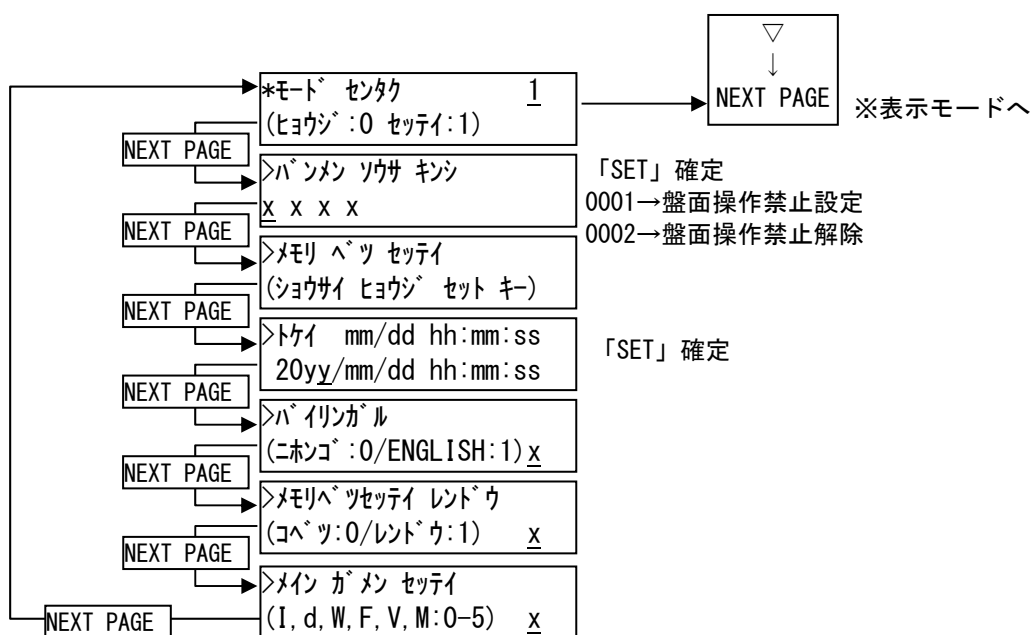 ▽
↓
NEXT PAGE
※表示モードへ
*モード センタク 1
(ヒョウジ:0 セッテイ:1)
NEXT PAGE
>バンメン ソウサ キンシ
x x x x
「SET」確定
0001→盤面操作禁止設定
0002→盤面操作禁止解除
NEXT PAGE
>メモリ ベツ セッテイ
(ショウサイ ヒョウジ セット キー)
NEXT PAGE
>トケイ mm/dd hh:mm:ss
20yy/mm/dd hh:mm:ss
「SET」確定
NEXT PAGE
>バイリンガル
(ニホンゴ:0/ENGLISH:1) x
NEXT PAGE
>メモリベツセッテイ レンドウ
(コベツ:0/レンドウ:1) x
NEXT PAGE
>メイン ガメン セッテイ
(I,d,W,F,V,M:0-5) x
NEXT PAGE